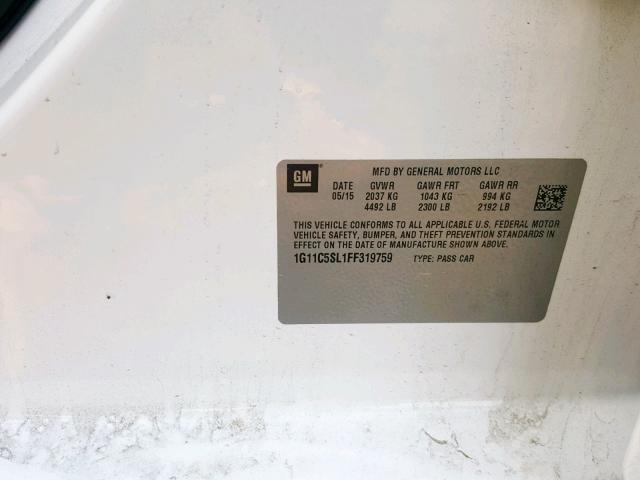 GM
MFD BY GENERAL MOTORS LLC
DATE GVWR GAWR FRT GAWR RR
05/15 2037 KG 1043 KG 994 KG
4492 LB 2300 LB 2192 LB
THIS VEHICLE CONFORMS TO ALL APPLICABLE U.S. FEDERAL MOTOR
VEHICLE SAFETY, BUMPER, AND THEFT PREVENTION STANDARDS
IN EFFECT ON THE DATE OF MANUFACTURE SHOWN ABOVE.
1G11C5SL1FF319759 TYPE: PASS CAR